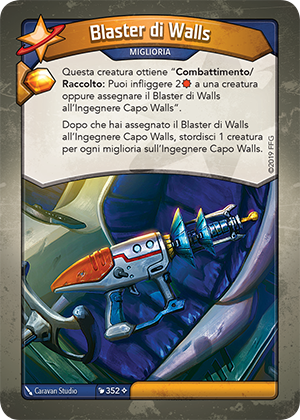 Blaster di Walls
MIGLIORIA
Questa creatura ottiene “Combattimento/
Raccolto: Puoi infliggere 2 a una creatura
oppure assegnare il Blaster di Walls
all’Ingegnere Capo Walls”.
Dopo che hai assegnato il Blaster di Walls
all’Ingegnere Capo Walls, stordisci 1 creatura
per ogni miglioria sull’Ingegnere Capo Walls.
©2019 FFG
Caravan Studio
352